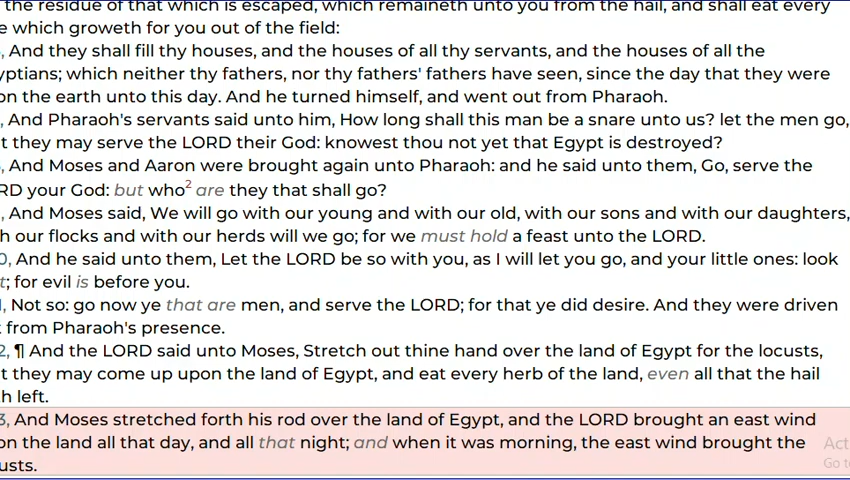 the residue of that which is escaped, which remaineth unto you from the hail, and shall eat every
e which groweth for you out of the field:
, And they shall fill thy houses, and the houses of all thy servants, and the houses of all the
yptians; which neither thy fathers, nor thy fathers' fathers have seen, since the day that they were
on the earth unto this day. And he turned himself, and went out from Pharaoh.
, And Pharaoh's servants said unto him, How long shall this man be a snare unto us? let the men go,
t they may serve the LORD their God: knowest thou not yet that Egypt is destroyed?
, And Moses and Aaron were brought again unto Pharaoh: and he said unto them, Go, serve the
RD your God: but who2 are they that shall go?
, And Moses said, We will go with our young and with our old, with our sons and with our daughters,
h our flocks and with our herds will we go; for we must hold a feast unto the LORD.
0, And he said unto them, Let the LORD be so with you, as I will let you go, and your little ones: look
t; for evil is before you.
, Not so: go now ye that are men, and serve the LORD; for that ye did desire. And they were driven
t from Pharaoh's presence.
2, ¶ And the LORD said unto Moses, Stretch out thine hand over the land of Egypt for the locusts,
t they may come up upon the land of Egypt, and eat every herb of the land, even all that the hail
h left.
3, And Moses stretched forth his rod over the land of Egypt, and the LORD brought an east wind
on the land all that day, and all that night; and when it was morning, the east wind brought the
usts.
Act
Go to